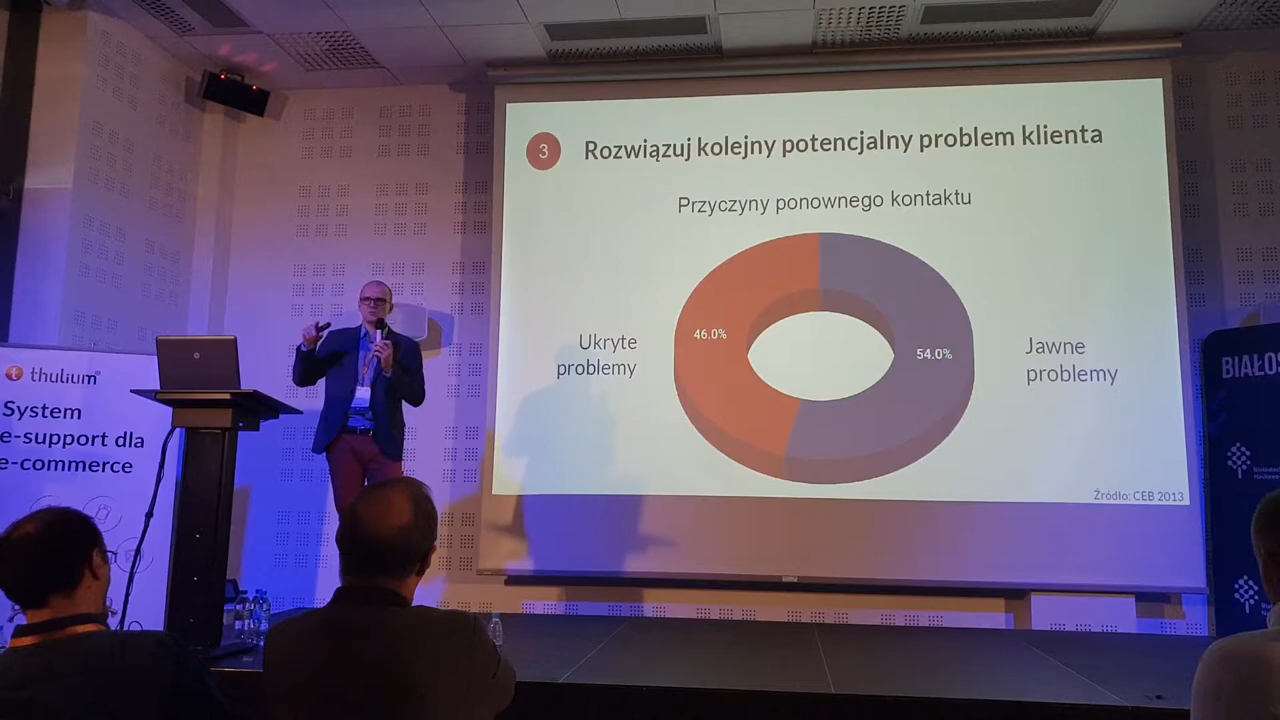 3 Rozwiązuj kolejny potencjalny problem klienta
Przyczyny ponownego kontaktu
Ukryte
problemy
46.0%
54.0%
Jawne
problemy
Źródło: CEB 2013
thulium
System
e-support dla
e-commerce